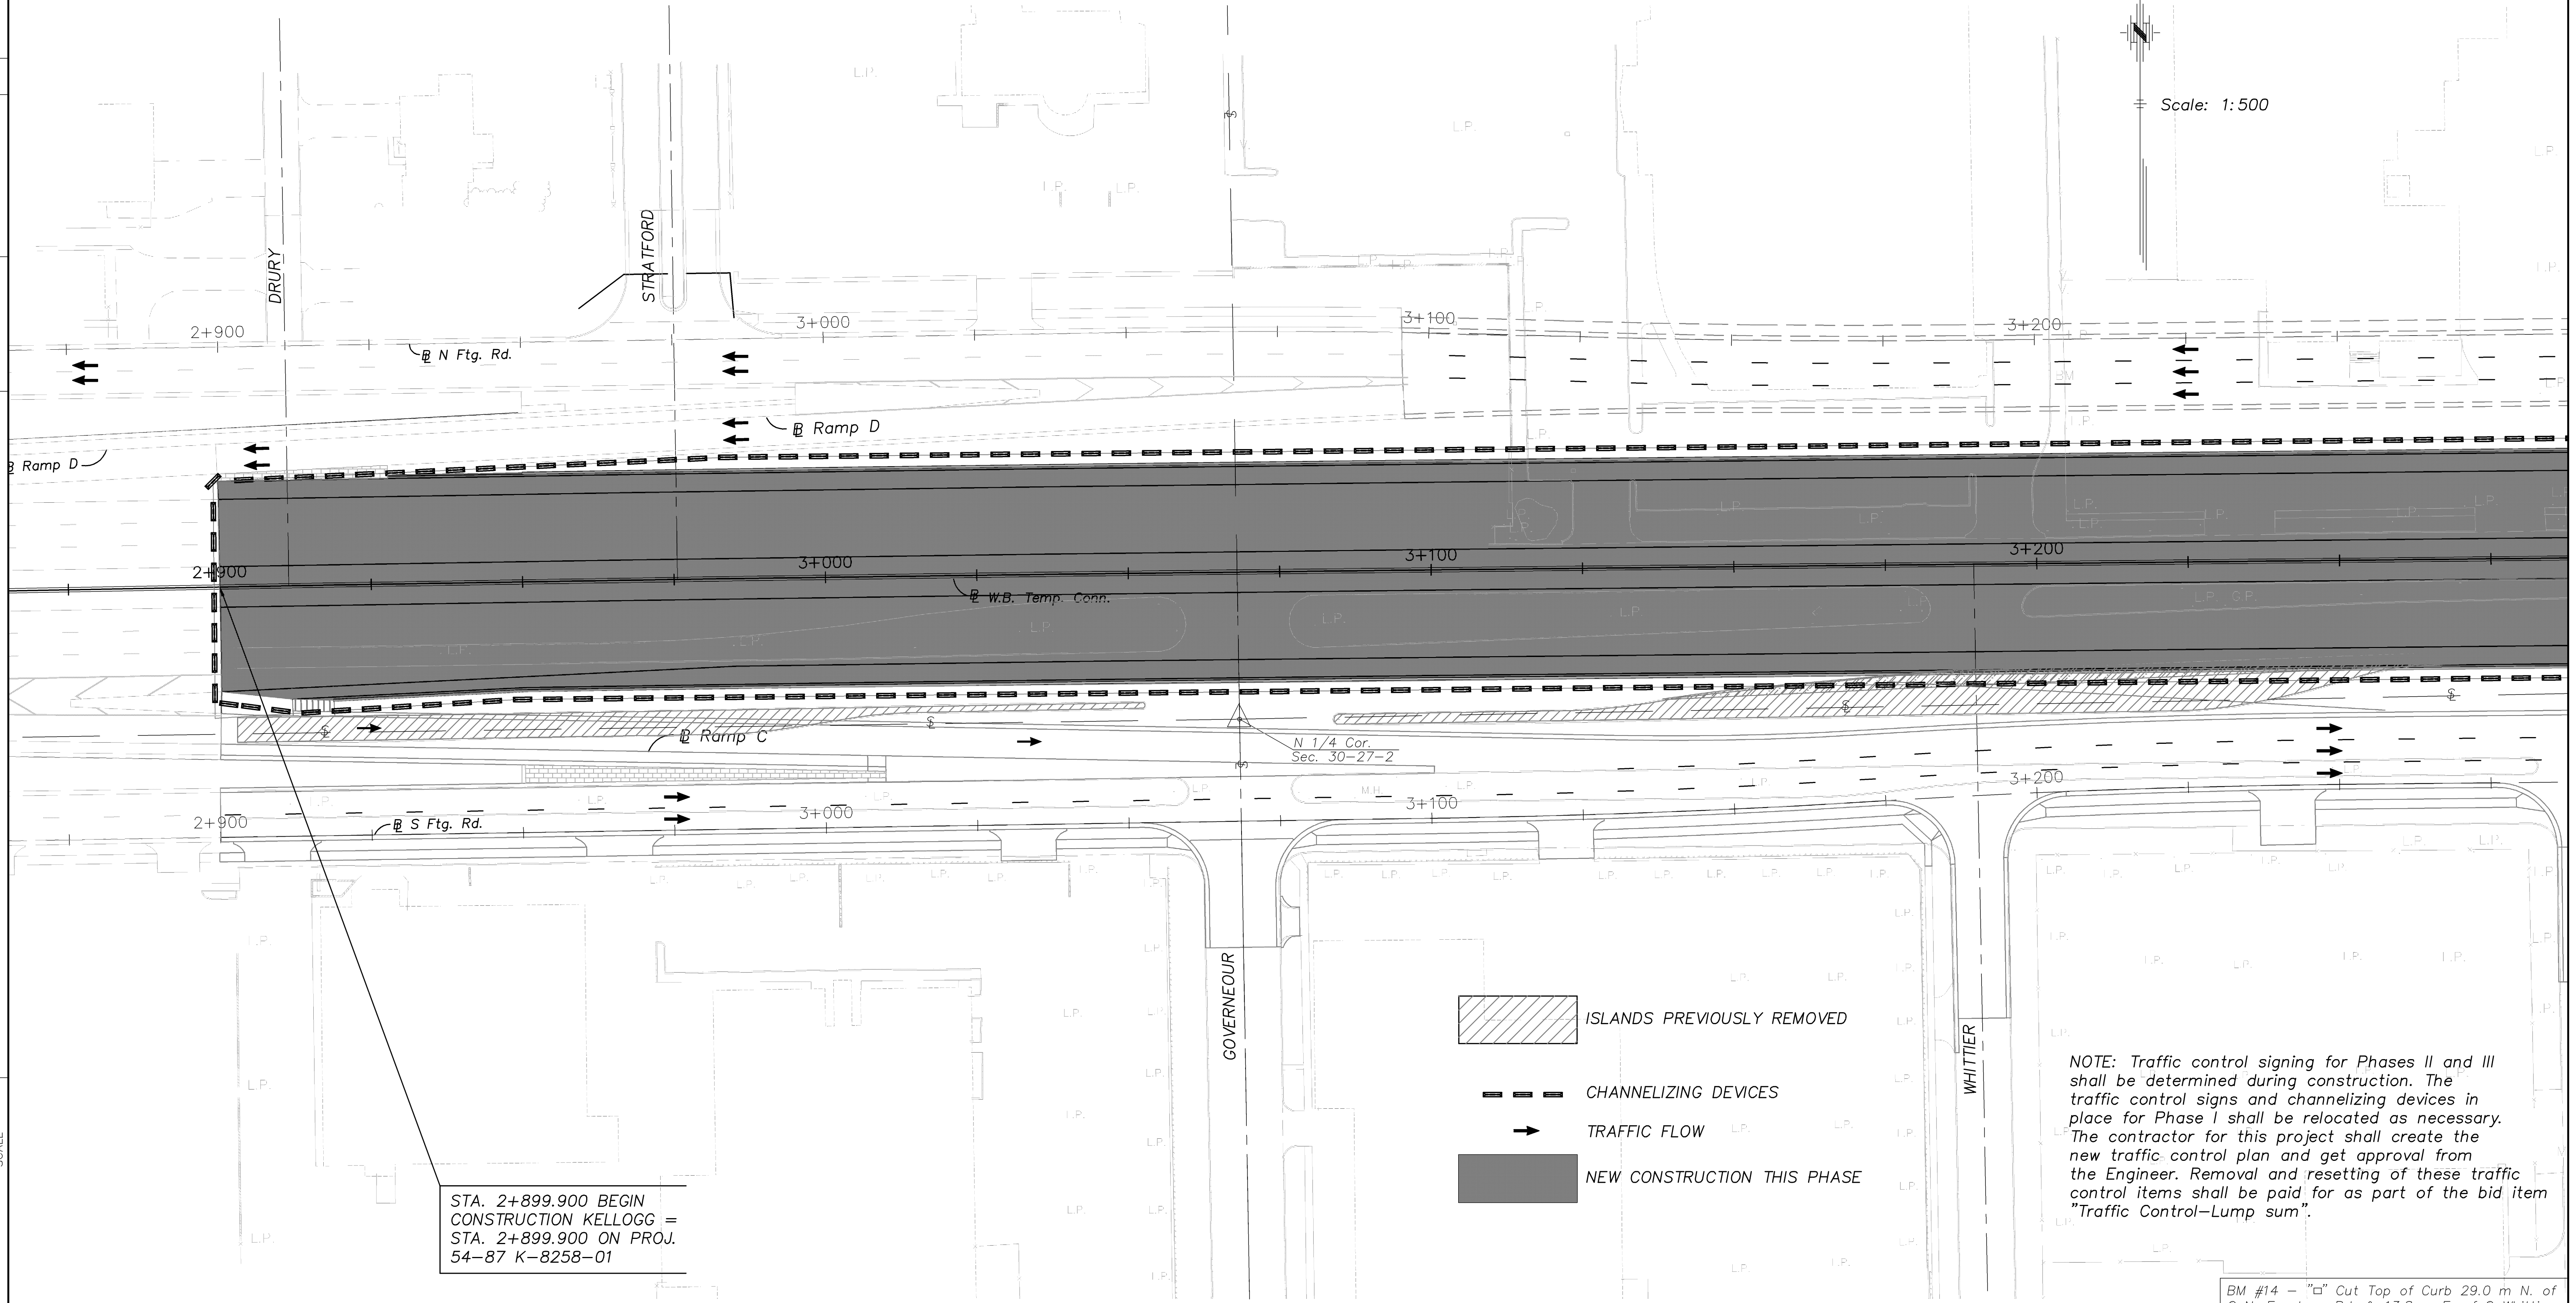 Scale: 1:500
DRURY
STRATFORD
2+900
3+000
3+100
3+200
℄ N Ftg. Rd.
℄ Ramp D
Ramp D
2+900
3+000
3+100
3+200
℄ W.B. Temp. Conn.
℄ Ramp C
N 1/4 Cor.
Sec. 30-27-2
2+900
3+000
3+100
3+200
℄ S Ftg. Rd.
M.H.
BM
GOVERNEOUR
WHITTIER
ISLANDS PREVIOUSLY REMOVED
CHANNELIZING DEVICES
TRAFFIC FLOW
NEW CONSTRUCTION THIS PHASE
NOTE: Traffic control signing for Phases II and III
shall be determined during construction. The
traffic control signs and channelizing devices in
place for Phase I shall be relocated as necessary.
The contractor for this project shall create the
new traffic control plan and get approval from
the Engineer. Removal and resetting of these traffic
control items shall be paid for as part of the bid item
"Traffic Control-Lump sum".
STA. 2+899.900 BEGIN
CONSTRUCTION KELLOGG =
STA. 2+899.900 ON PROJ.
54-87 K-8258-01
BM #14 - "□" Cut Top of Curb 29.0 m N. of